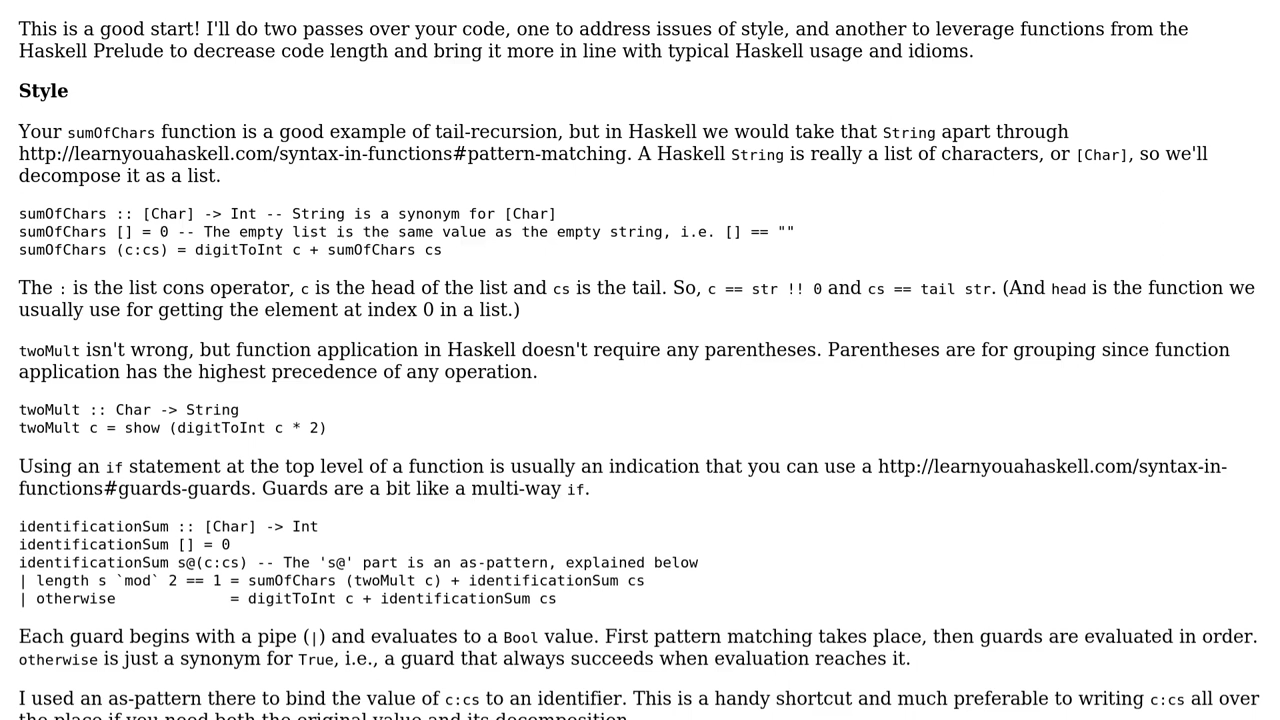 This is a good start! I'll do two passes over your code, one to address issues of style, and another to leverage functions from the
Haskell Prelude to decrease code length and bring it more in line with typical Haskell usage and idioms.
Style
Your sumOfChars function is a good example of tail-recursion, but in Haskell we would take that String apart through
http://learnyouahaskell.com/syntax-in-functions#pattern-matching. A Haskell String is really a list of characters, or [Char], so we'll
decompose it as a list.
sumOfChars :: [Char] -> Int -- String is a synonym for [Char]
sumOfChars [] = 0 -- The empty list is the same value as the empty string, i.e. [] == ""
sumOfChars (c:cs) = digitToInt c + sumOfChars cs
The : is the list cons operator, c is the head of the list and cs is the tail. So, c == str !! 0 and cs == tail str. (And head is the function we
usually use for getting the element at index 0 in a list.)
twoMult isn't wrong, but function application in Haskell doesn't require any parentheses. Parentheses are for grouping since function
application has the highest precedence of any operation.
twoMult :: Char -> String
twoMult c = show (digitToInt c * 2)
Using an if statement at the top level of a function is usually an indication that you can use a http://learnyouahaskell.com/syntax-in-
functions#guards-guards. Guards are a bit like a multi-way if.
identificationSum :: [Char] -> Int
identificationSum [] = 0
identificationSum s@(c:cs) -- The 's@' part is an as-pattern, explained below
| length s `mod` 2 == 1 = sumOfChars (twoMult c) + identificationSum cs
| otherwise             = digitToInt c + identificationSum cs
Each guard begins with a pipe (|) and evaluates to a Bool value. First pattern matching takes place, then guards are evaluated in order.
otherwise is just a synonym for True, i.e., a guard that always succeeds when evaluation reaches it.
I used an as-pattern there to bind the value of c:cs to an identifier. This is a handy shortcut and much preferable to writing c:cs all over
the place if you need both the original value and its decomposition.